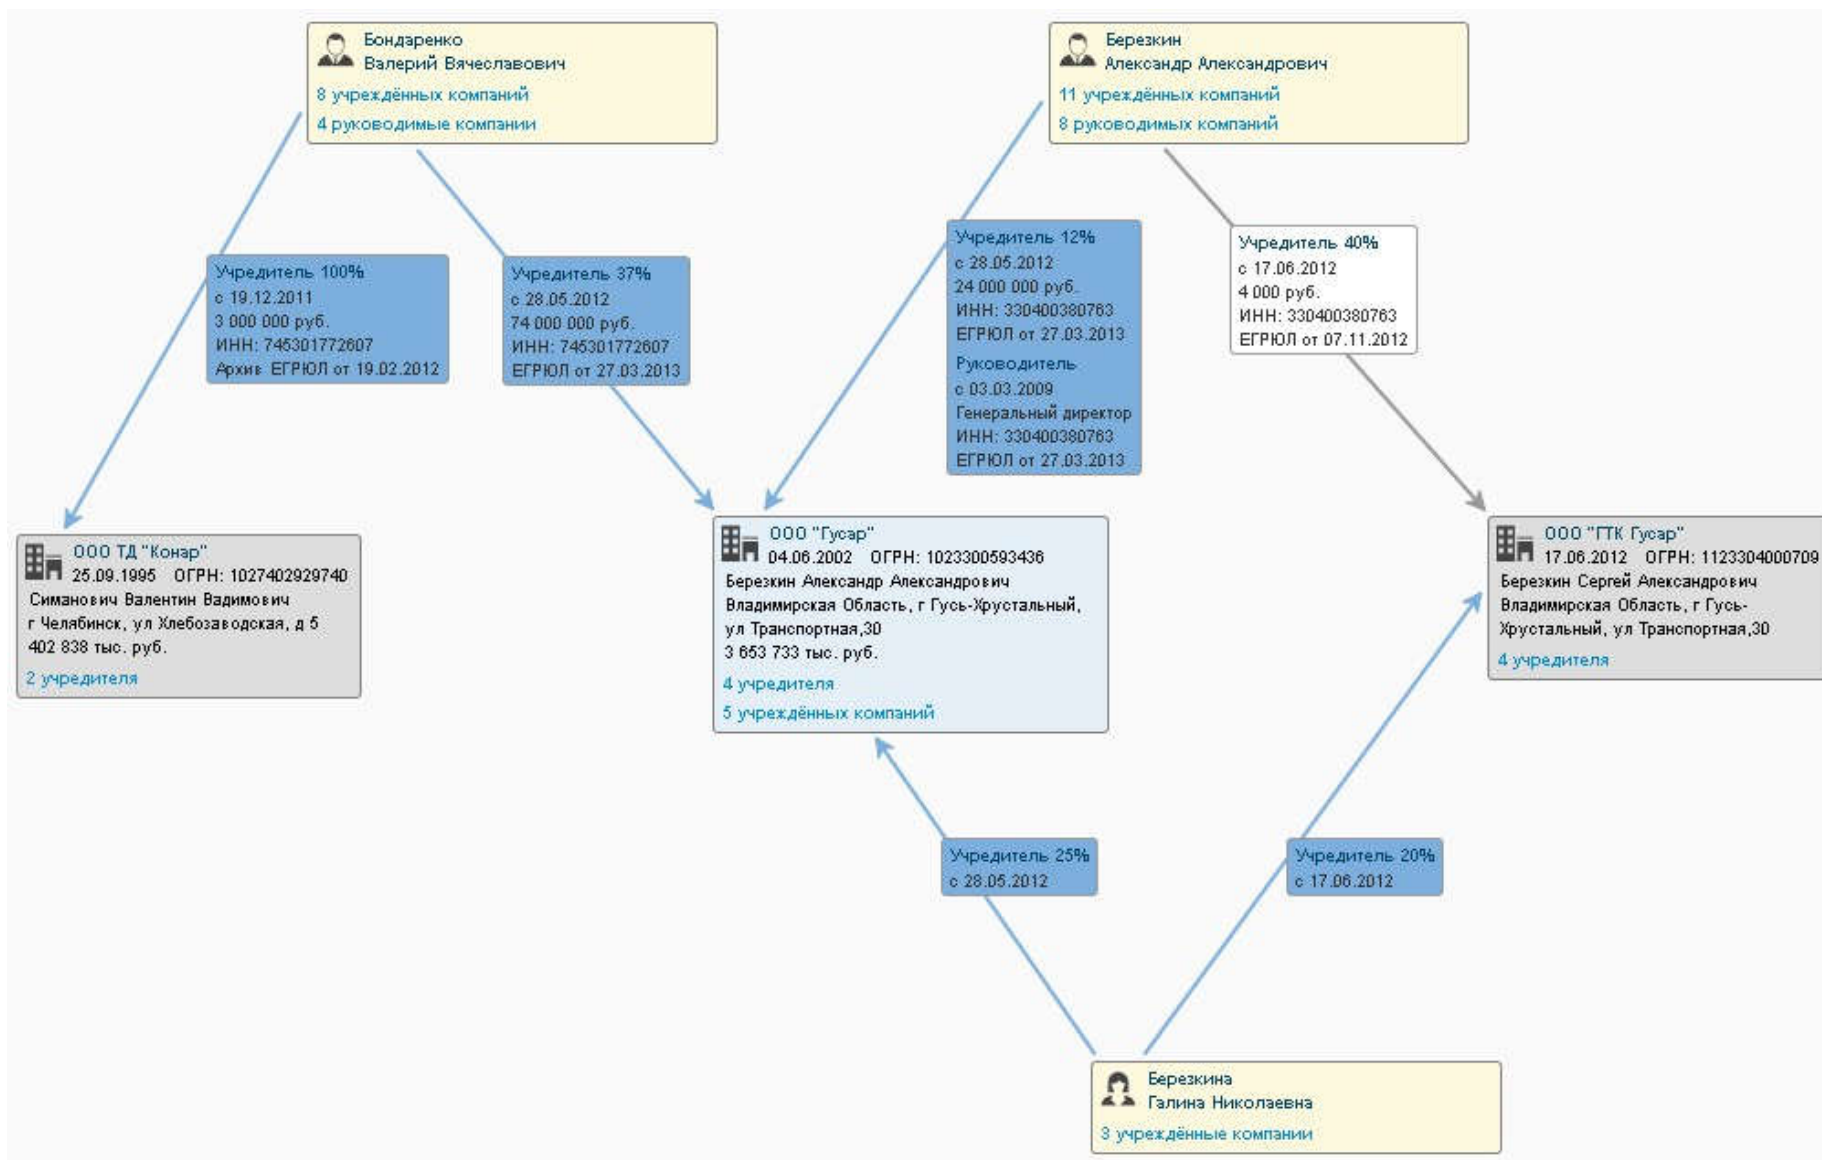 Бондаренко
Валерий Вячеславович
8 учреждённых компаний
4 руководимые компании
Березкин
Александр Александрович
11 учреждённых компаний
8 руководимых компаний
Учредитель 100%
с 19.12.2011
3 000 000 руб.
ИНН: 745301772607
Архив ЕГРЮЛ от 19.02.2012
Учредитель 37%
с 28.05.2012
74 000 000 руб.
ИНН: 745301772607
ЕГРЮЛ от 27.03.2013
Учредитель 12%
с 28.05.2012
24 000 000 руб.
ИНН: 330400380763
ЕГРЮЛ от 27.03.2013
Руководитель
с 03.03.2009
Генеральный директор
ИНН: 330400380763
ЕГРЮЛ от 27.03.2013
Учредитель 40%
с 17.06.2012
4 000 руб.
ИНН: 330400380763
ЕГРЮЛ от 07.11.2012
ООО ТД "Конар"
25.09.1995 ОГРН: 1027402929740
Симанович Валентин Вадимович
г Челябинск, ул Хлебозаводская, д 5
402 838 тыс. руб.
2 учредителя
ООО "Гусар"
04.06.2002 ОГРН: 1023300593436
Березкин Александр Александрович
Владимирская Область, г Гусь-Хрустальный,
ул Транспортная,30
3 653 733 тыс. руб.
4 учредителя
5 учреждённых компаний
ООО "ГТК Гусар"
17.06.2012 ОГРН: 1123304000709
Березкин Сергей Александрович
Владимирская Область, г Гусь-
Хрустальный, ул Транспортная,30
4 учредителя
Учредитель 25%
с 28.05.2012
Учредитель 20%
с 17.06.2012
Березкина
Галина Николаевна
3 учреждённые компании